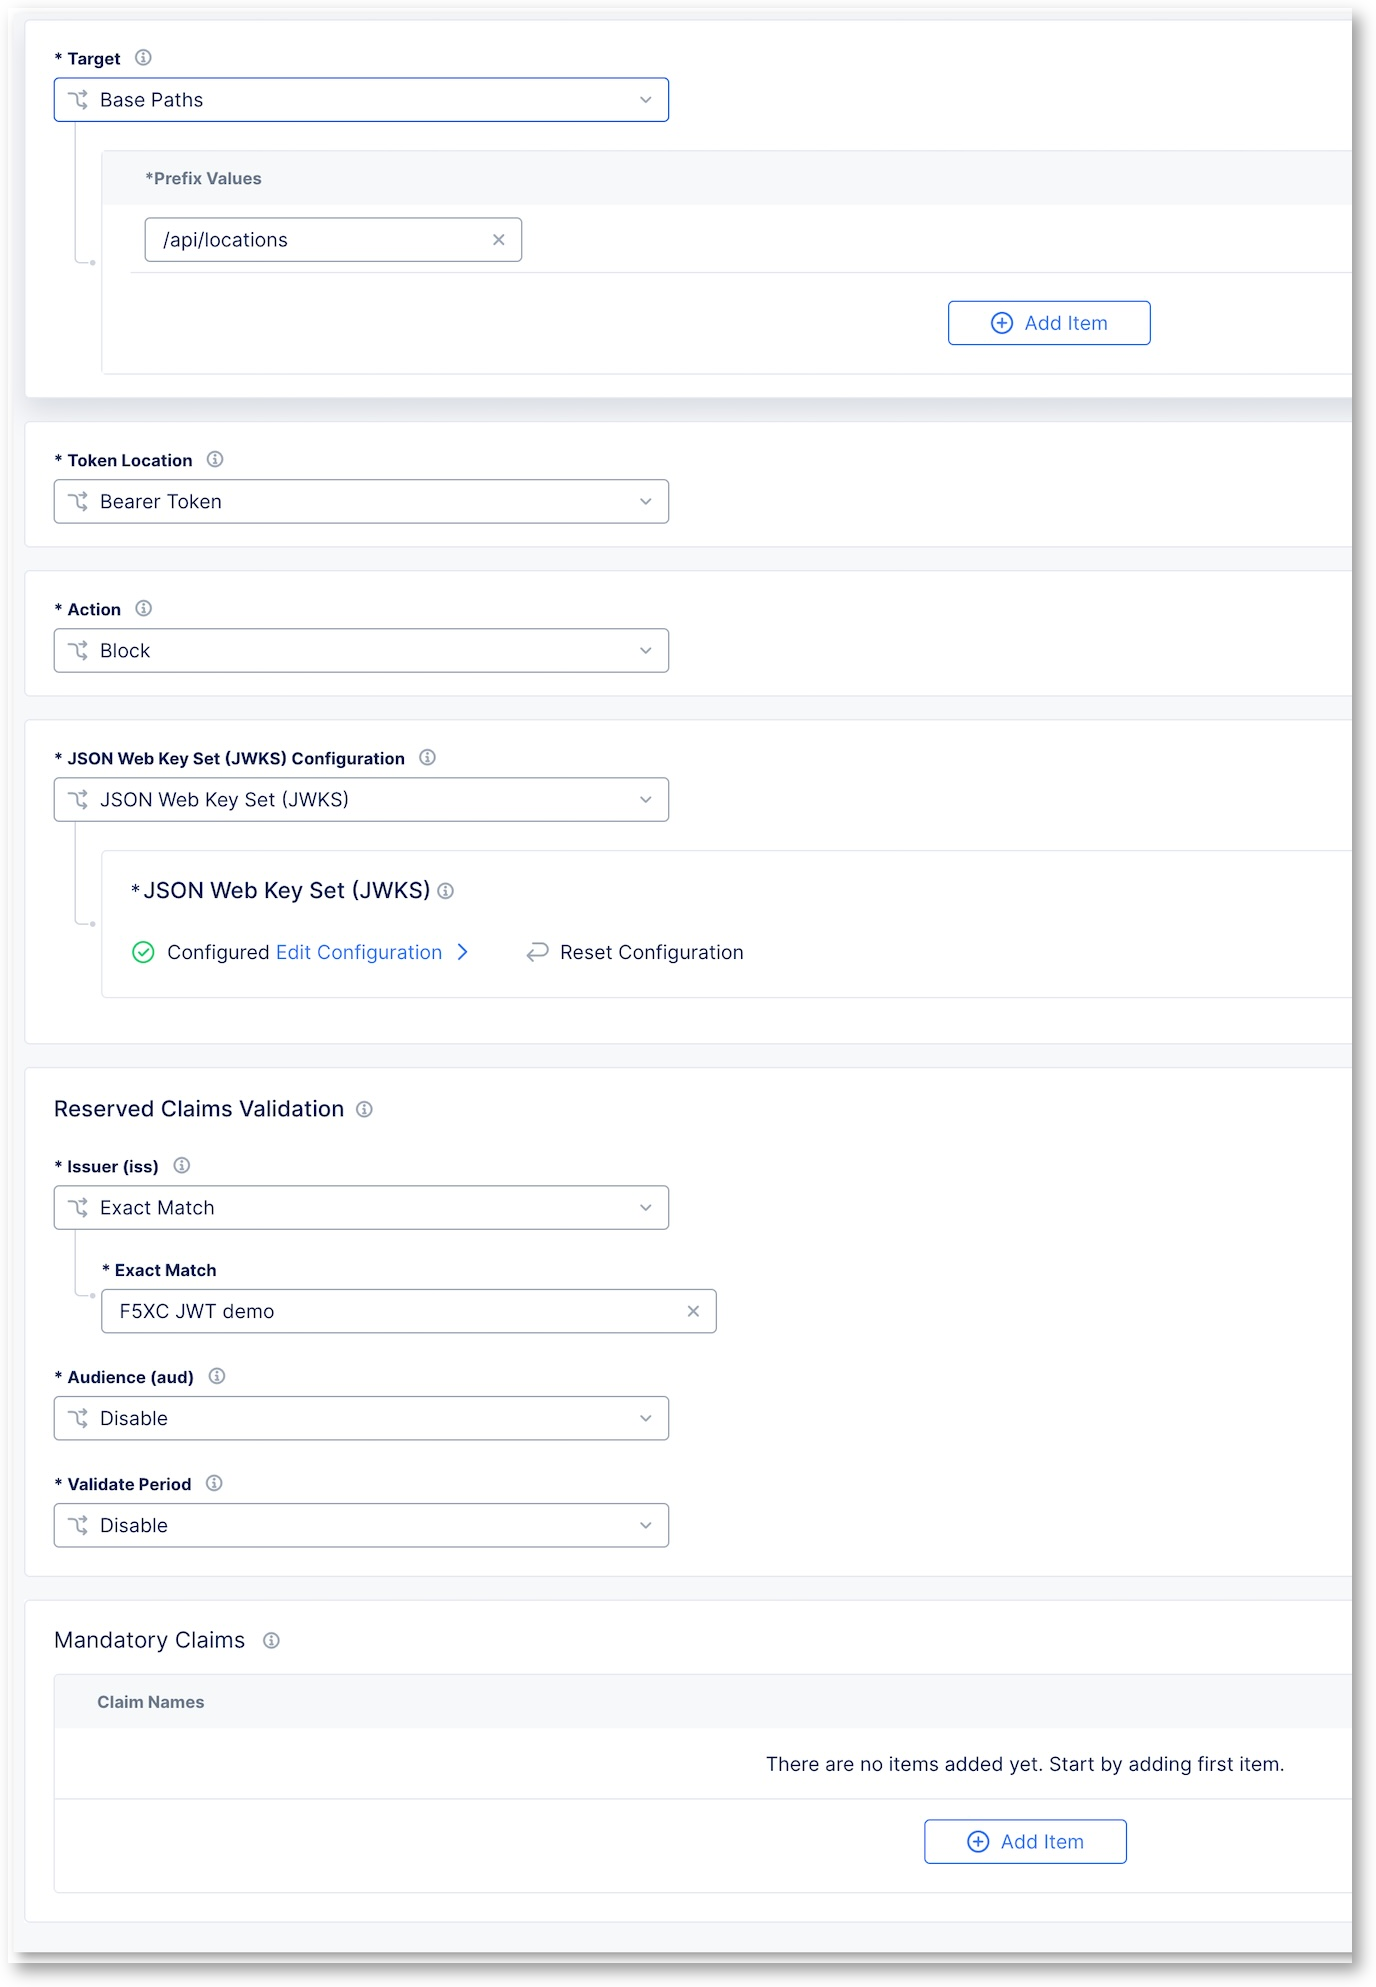 * Target
Base Paths
*Prefix Values
/api/locations
Add Item
* Token Location
Bearer Token
* Action
Block
* JSON Web Key Set (JWKS) Configuration
JSON Web Key Set (JWKS)
*JSON Web Key Set (JWKS)
Configured Edit Configuration Reset Configuration
Reserved Claims Validation
* Issuer (iss)
Exact Match
* Exact Match
F5XC JWT demo
* Audience (aud)
Disable
* Validate Period
Disable
Mandatory Claims
Claim Names
There are no items added yet. Start by adding first item.
Add Item